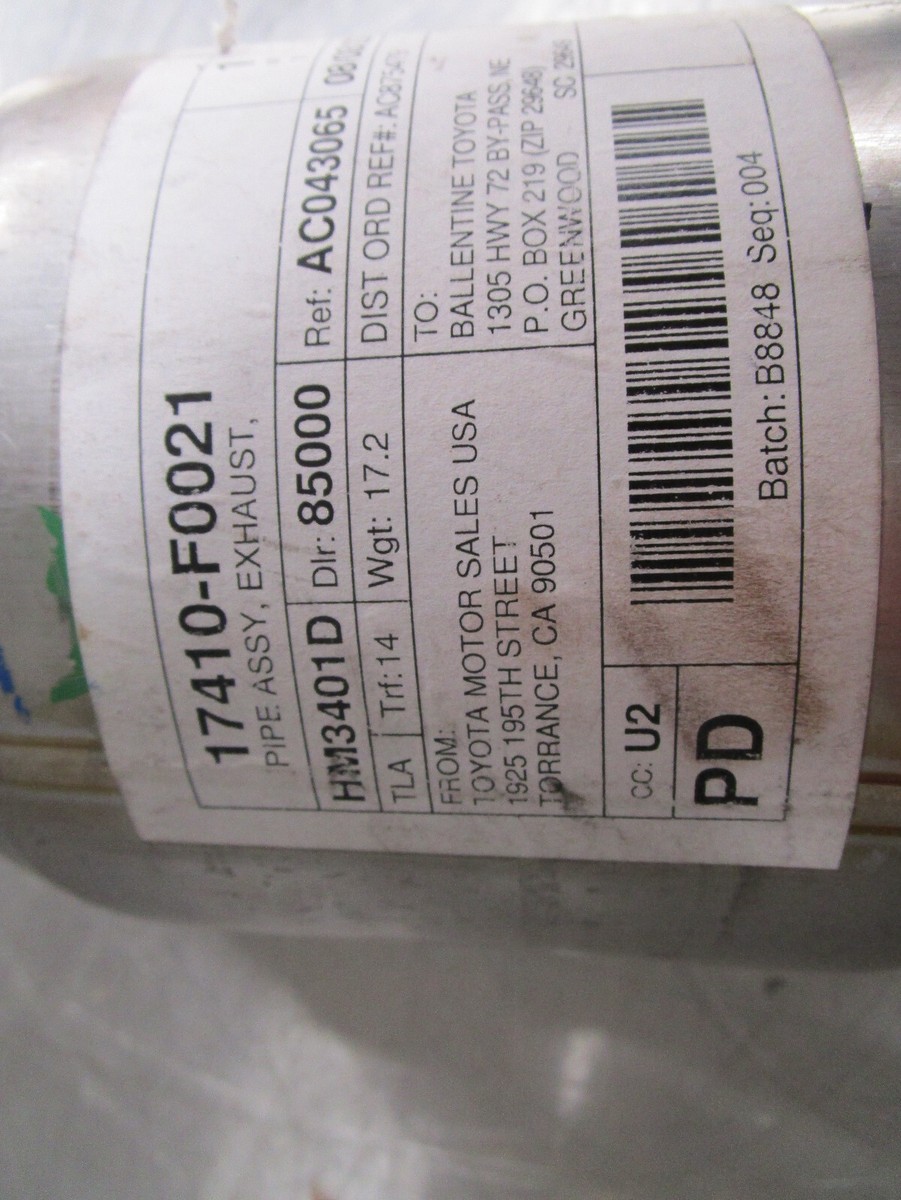 17410-F0021
PIPE ASSY, EXHAUST,
HM3401D Dlr: 85000 Ref: AC043065
TLA Trf: 14 Wgt: 17.2 DIST ORD REF#:
FROM:
TOYOTA MOTOR SALES USA
1925 195TH STREET
TORRANCE, CA 90501
TO:
BALLENTINE TOYOTA
1305 HWY 72 BY-PASS NE
P.O. BOX 219 (ZIP 29648)
GREENWOOD SC
CC: U2
PD
Batch: B8848 Seq: 004